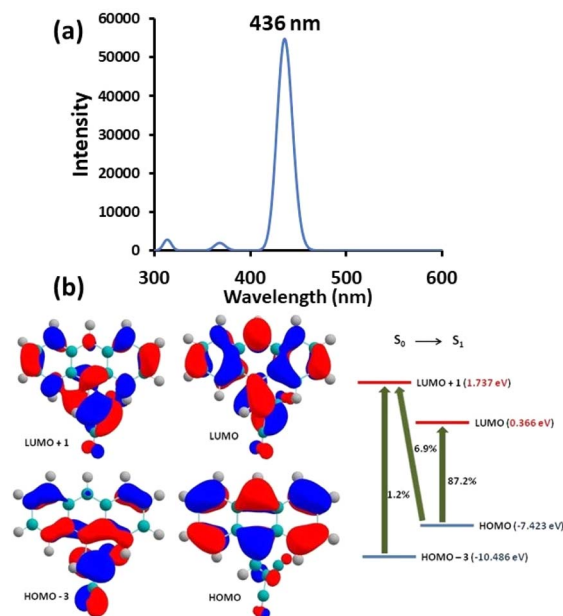 (a)
436 nm
60000
50000
40000
30000
20000
10000
0
Intensity
300 400 500 600
Wavelength (nm)
(b)
LUMO + 1
LUMO
HOMO - 3
HOMO
S0 → S1
LUMO + 1 (1.737 eV)
LUMO (0.366 eV)
6.9%
87.2%
1.2%
HOMO (-7.423 eV)
HOMO – 3 (-10.486 eV)